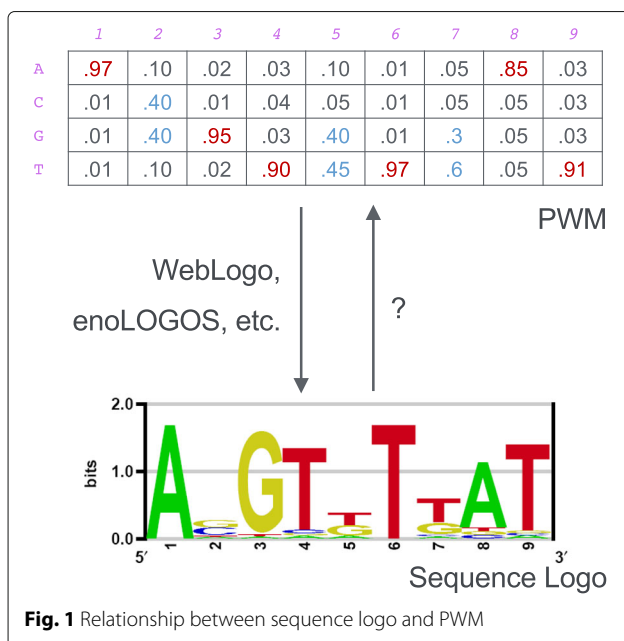 1 2 3 4 5 6 7 8 9
A .97 .10 .02 .03 .10 .01 .05 .85 .03
C .01 .40 .01 .04 .05 .01 .05 .05 .03
G .01 .40 .95 .03 .40 .01 .3 .05 .03
T .01 .10 .02 .90 .45 .97 .6 .05 .91
PWM
WebLogo,
enoLOGOS, etc.
?
2.0
1.0
0.0
bits
A G C G T C T G T T G A T
5′ 1 2 3 4 5 6 7 8 9 3′
Sequence Logo
Fig. 1 Relationship between sequence logo and PWM